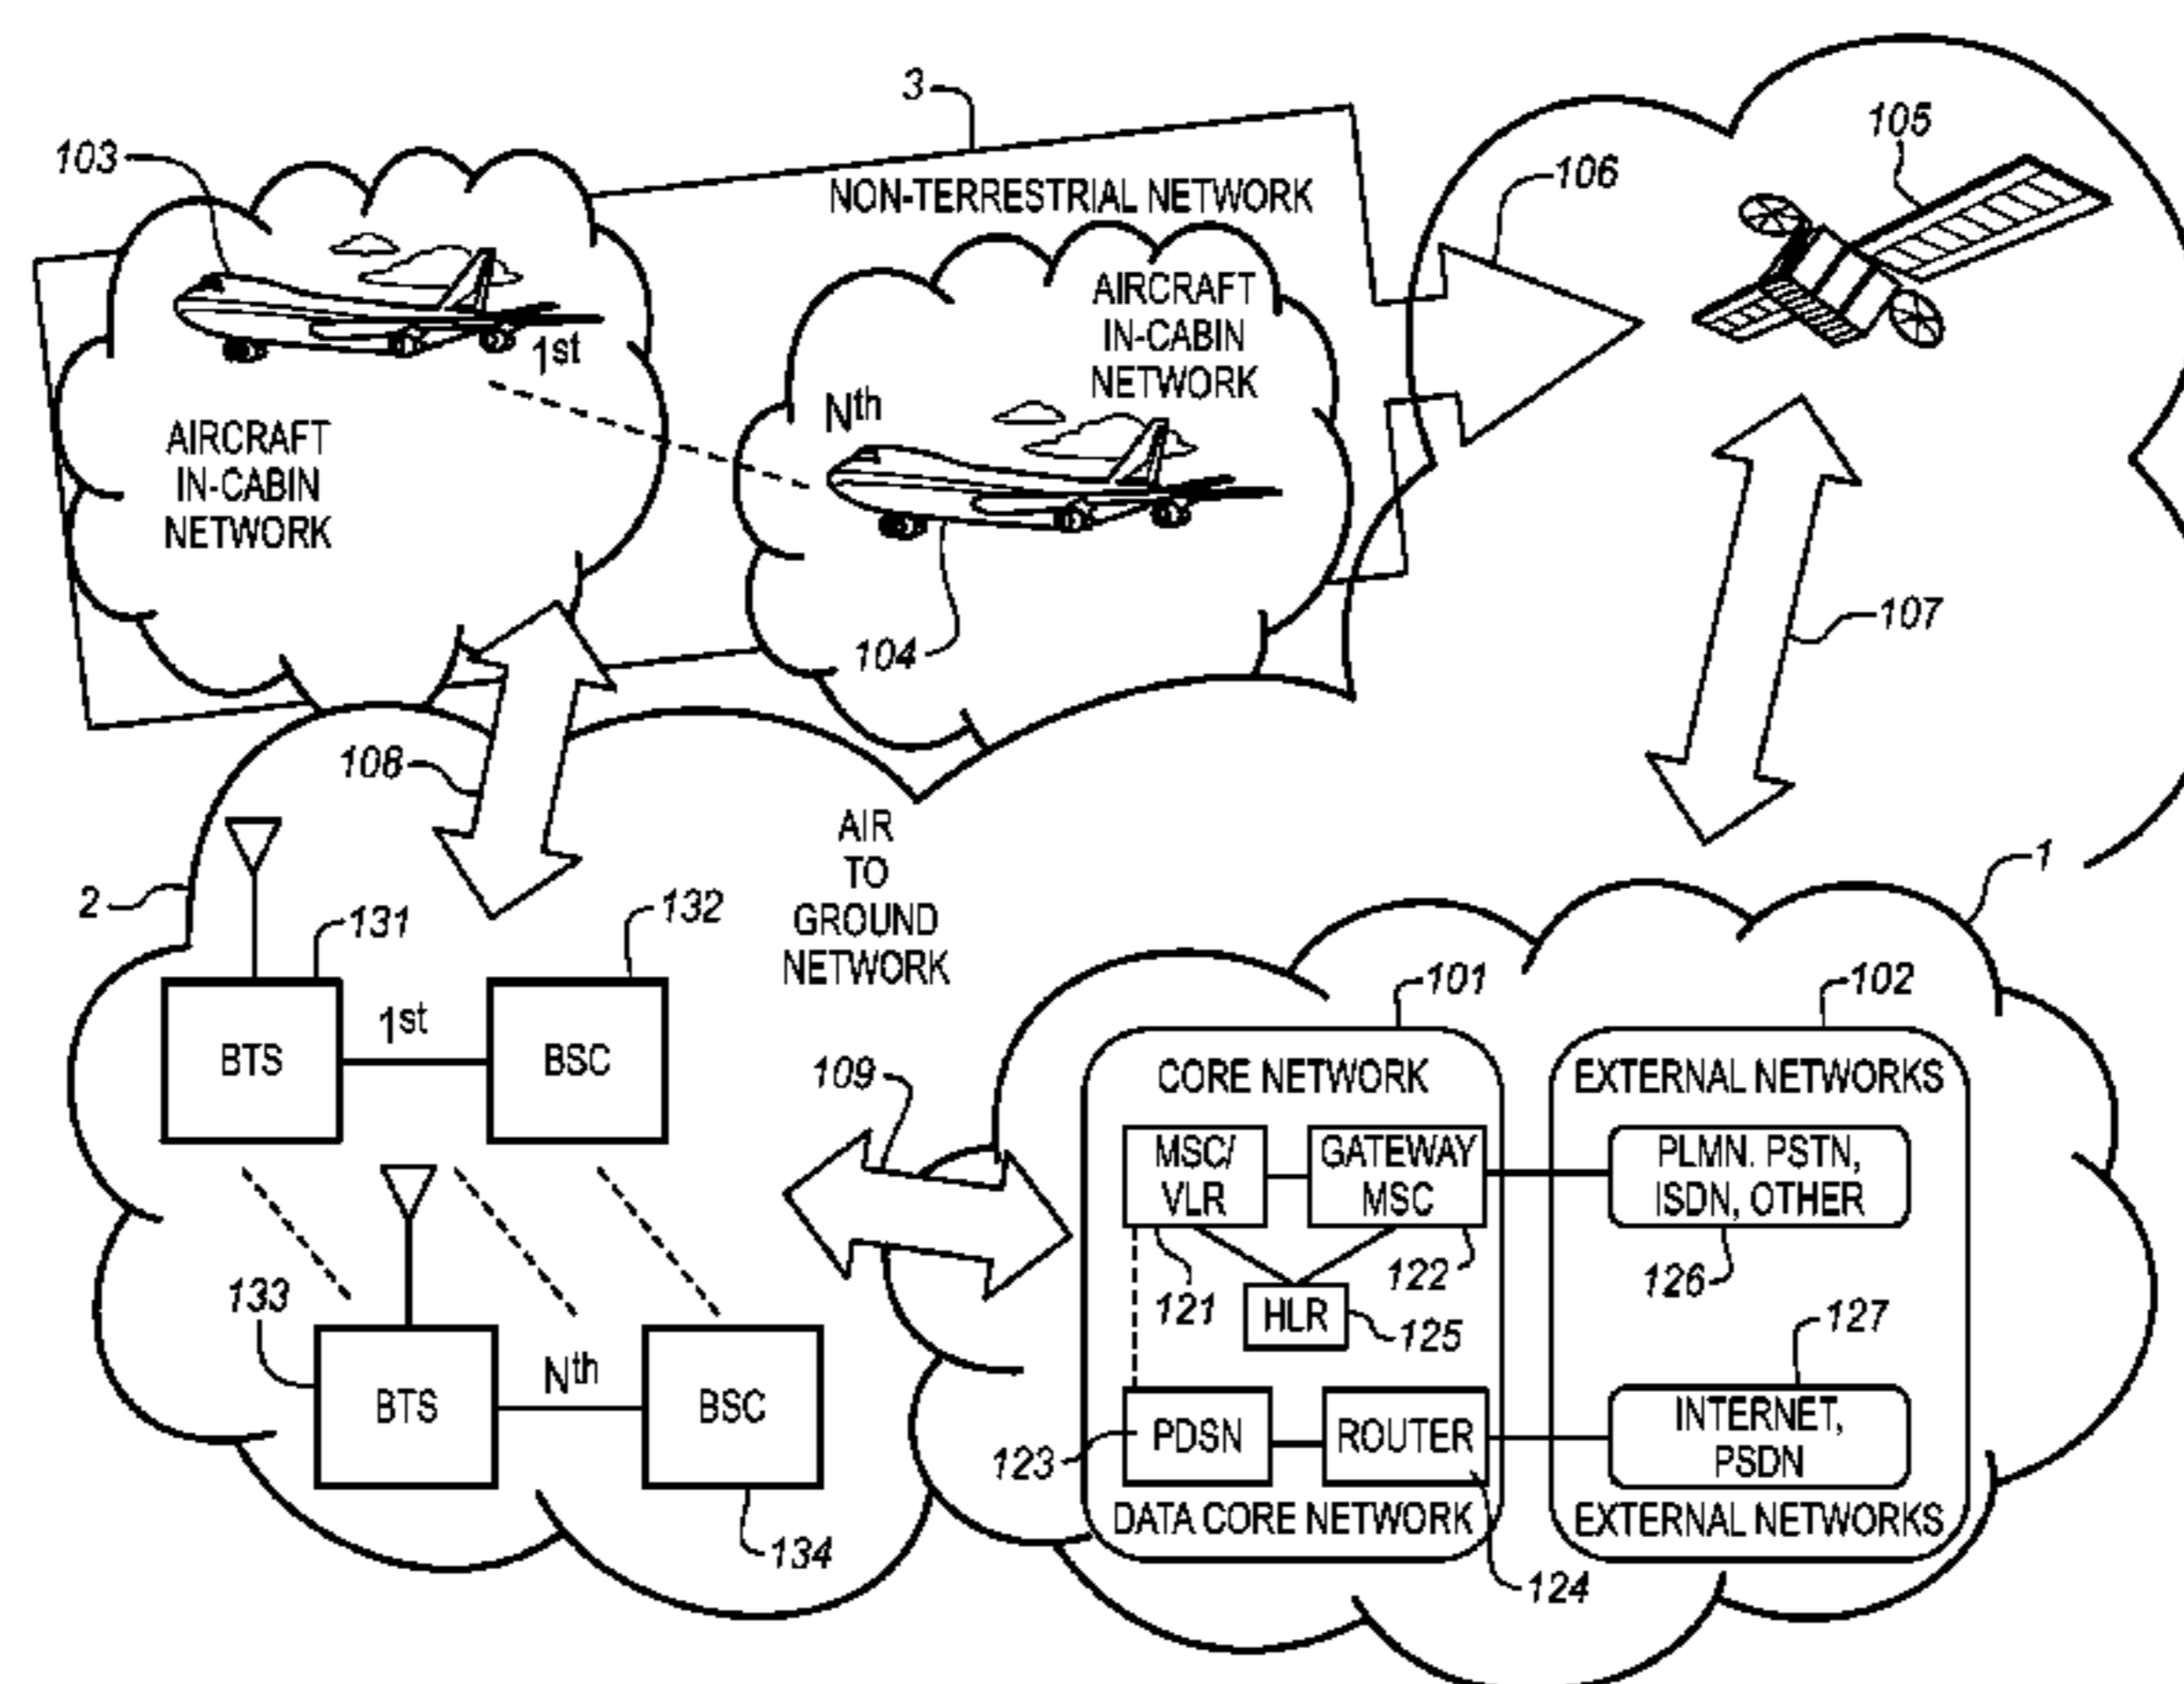 3
103
NON-TERRESTRIAL NETWORK
106
105
1st
AIRCRAFT
IN-CABIN
NETWORK
AIRCRAFT
IN-CABIN
NETWORK
Nth
104
107
108
AIR
TO
GROUND
NETWORK
2
1
131
132
BTS
1st
BSC
109
133
BTS
Nth
BSC
134
101
102
CORE NETWORK
EXTERNAL NETWORKS
MSC/
VLR
GATEWAY
MSC
PLMN. PSTN,
ISDN, OTHER
121
122
126
HLR
125
127
123
PDSN
ROUTER
INTERNET,
PSDN
DATA CORE NETWORK
EXTERNAL NETWORKS
124